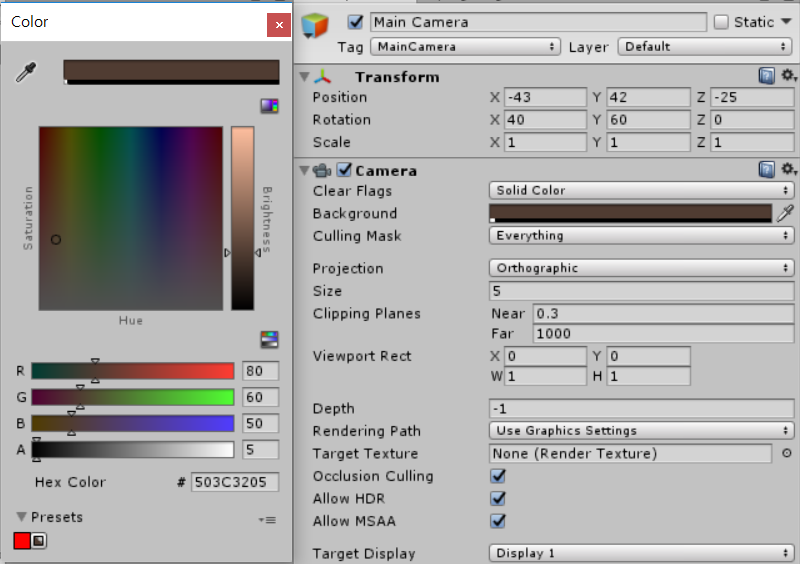 Color
Saturation
Brightness
Hue
R 80
G 60
B 50
A 5
Hex Color # 503C3205
Presets
Main Camera Static
Tag MainCamera Layer Default
Transform
Position X -43 Y 42 Z -25
Rotation X 40 Y 60 Z 0
Scale X 1 Y 1 Z 1
Camera
Clear Flags Solid Color
Background
Culling Mask Everything
Projection Orthographic
Size 5
Clipping Planes Near 0.3
Far 1000
Viewport Rect X 0 Y 0
W 1 H 1
Depth -1
Rendering Path Use Graphics Settings
Target Texture None (Render Texture)
Occlusion Culling
Allow HDR
Allow MSAA
Target Display Display 1